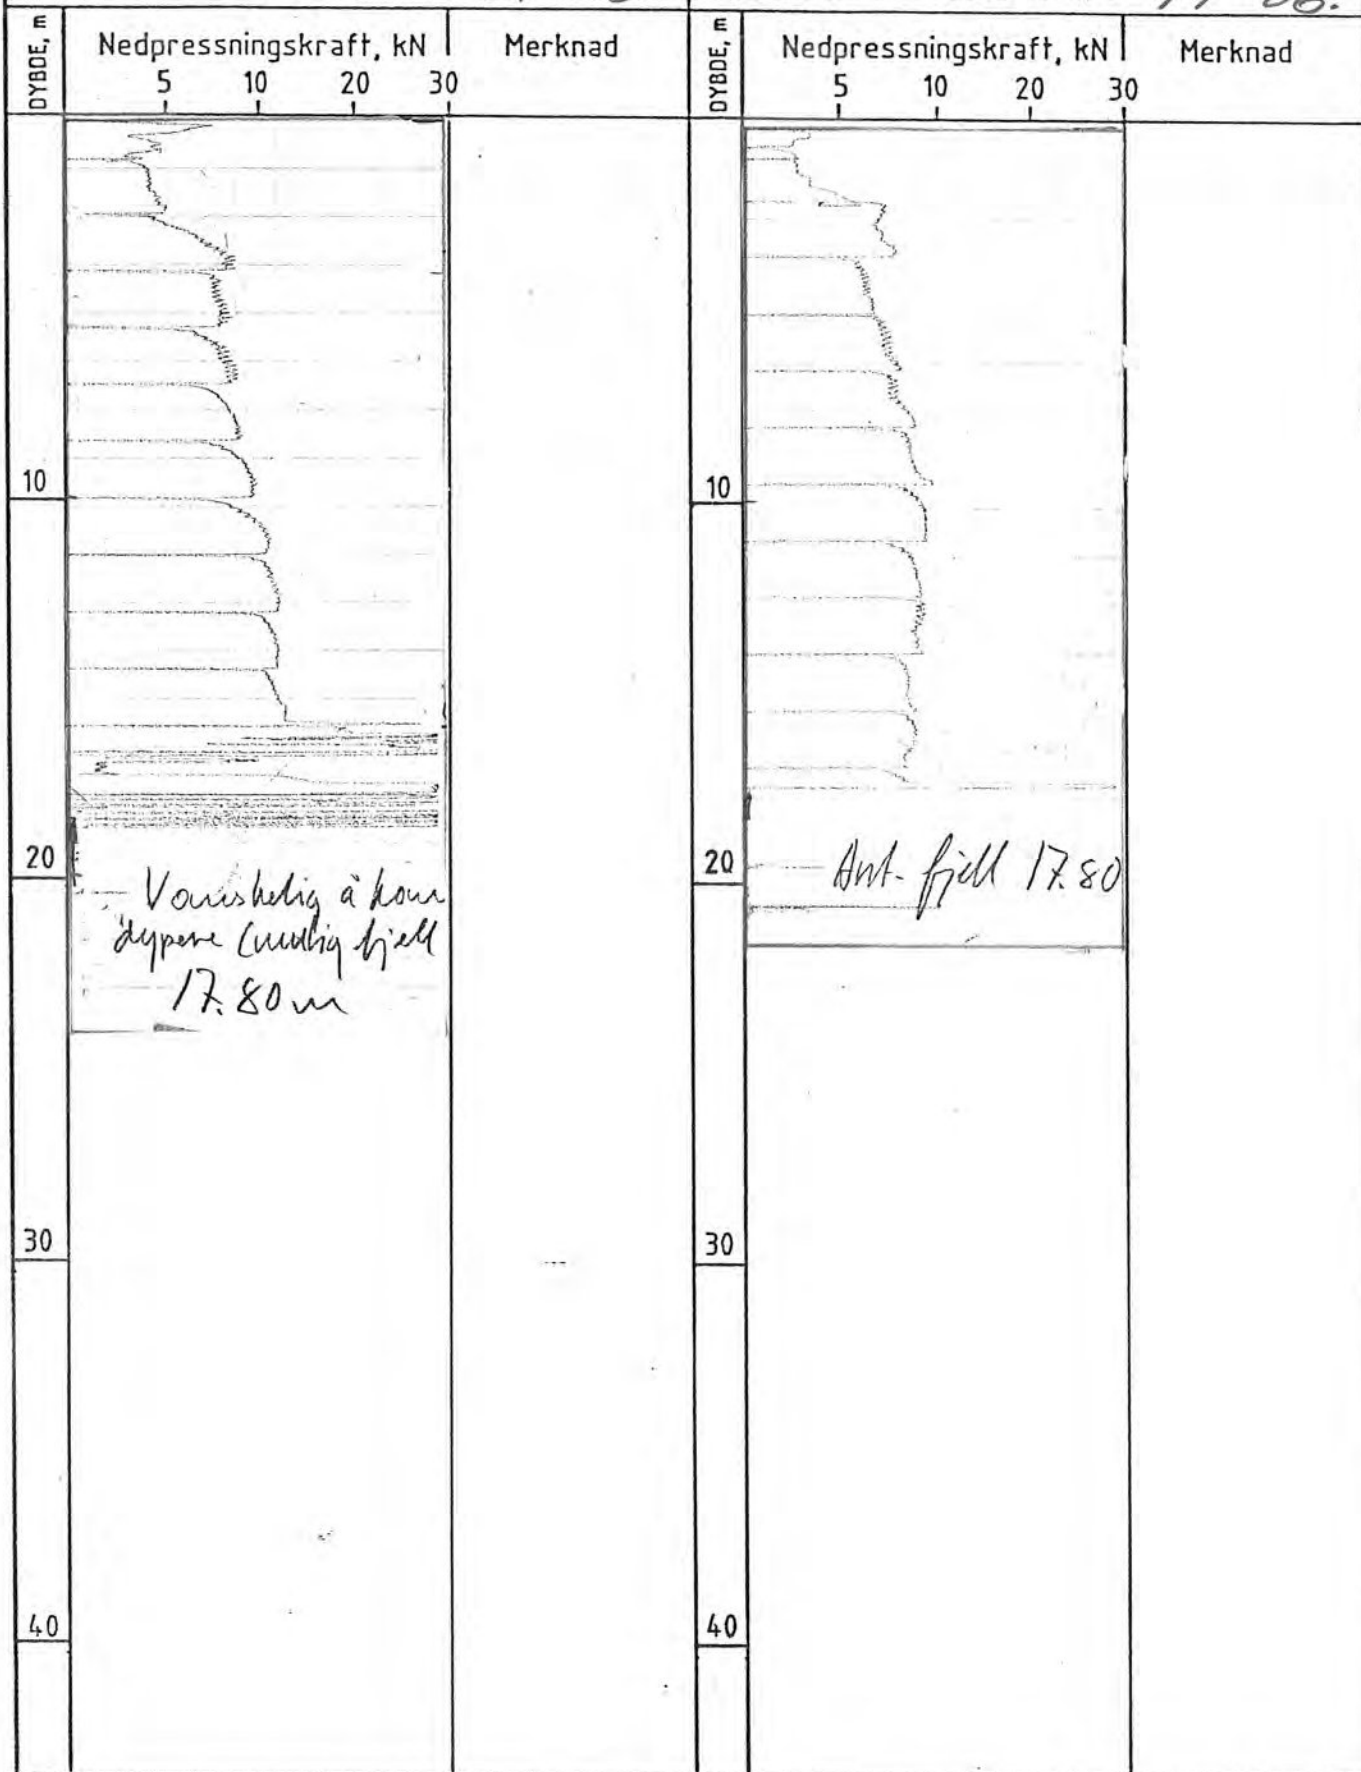 DYBDE, m
Nedpressningskraft, kN
Merknad
5 10 20 30
10
20
Vanskelig å kom
dypere (mulig fjell
17.80 m
30
40
DYBDE, m
Nedpressningskraft, kN
Merknad
5 10 20 30
10
20
Ant. fjell 17.80
30
40